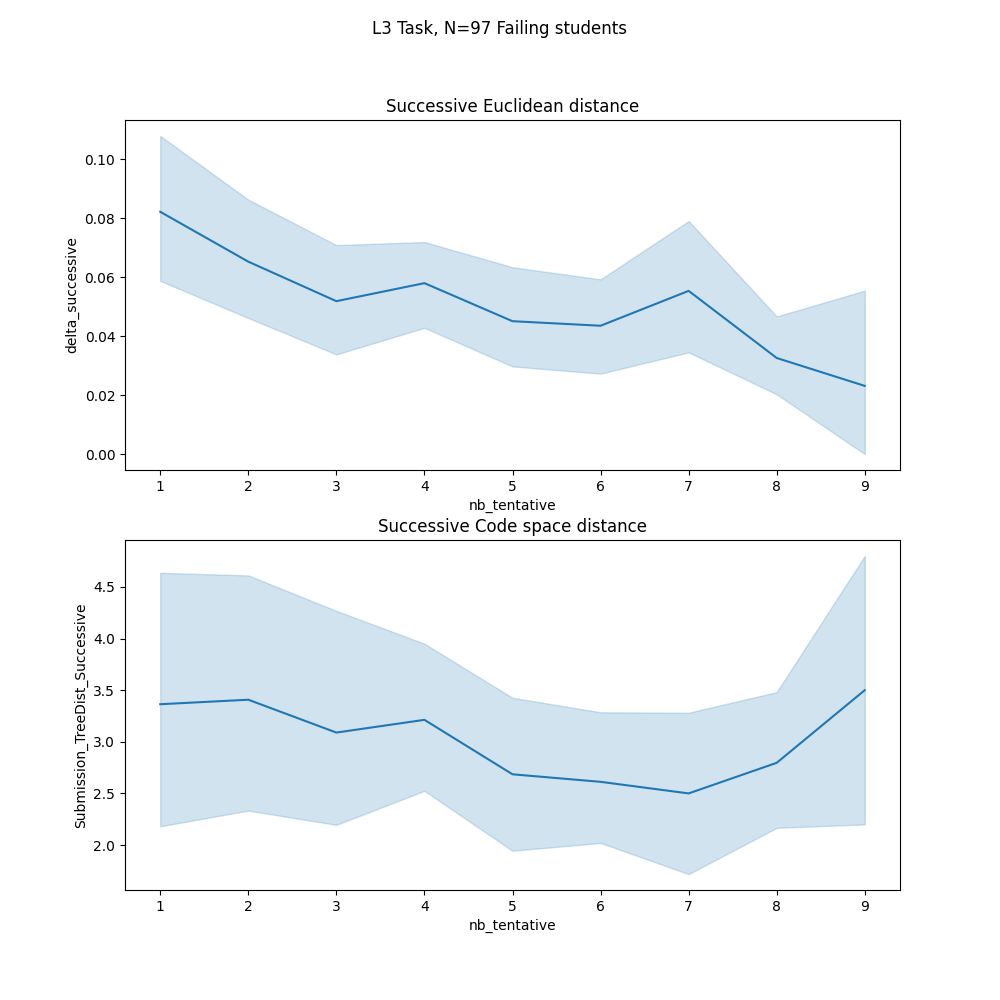 L3 Task, N=97 Failing students
Successive Euclidean distance
delta_successive
0.10
0.08
0.06
0.04
0.02
0.00
1 2 3 4 5 6 7 8 9
nb_tentative
Successive Code space distance
Submission_TreeDist_Successive
4.5
4.0
3.5
3.0
2.5
2.0
1 2 3 4 5 6 7 8 9
nb_tentative